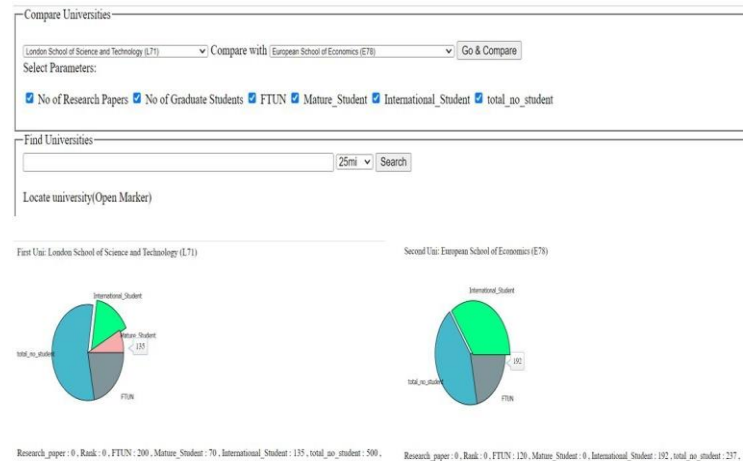 Compare Universities
London School of Science and Technology (L71) Compare with European School of Economics (E78) Go & Compare
Select Parameters:
No of Research Papers No of Graduate Students FTUN Mature_Student International_Student total_no_student
Find Universities
25mi Search
Locate university(Open Marker)
First Uni: London School of Science and Technology (L71)
International_Student
Mature_Student
135
total_no_student
FTUN
Research_paper : 0 , Rank : 0 , FTUN : 200 , Mature_Student : 70 , International_Student : 135 , total_no_student : 500 ,
Second Uni: European School of Economics (E78)
International_Student
192
total_no_student
FTUN
Research_paper : 0 , Rank : 0 , FTUN : 120 , Mature_Student : 0 , International_Student : 192 , total_no_student : 237 ,